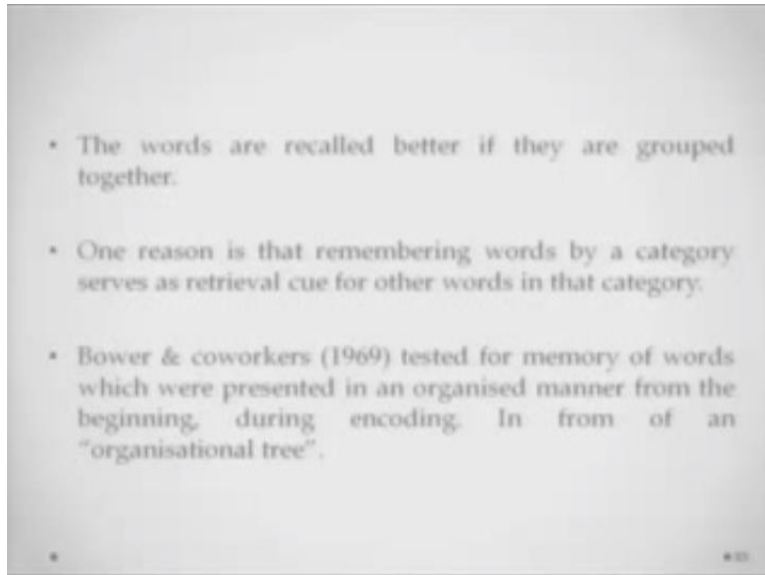 • The words are recalled better if they are grouped
together.
• One reason is that remembering words by a category
serves as retrieval cue for other words in that category.
• Bower & coworkers (1969) tested for memory of words
which were presented in an organised manner from the
beginning, during encoding. In from of an
"organisational tree".